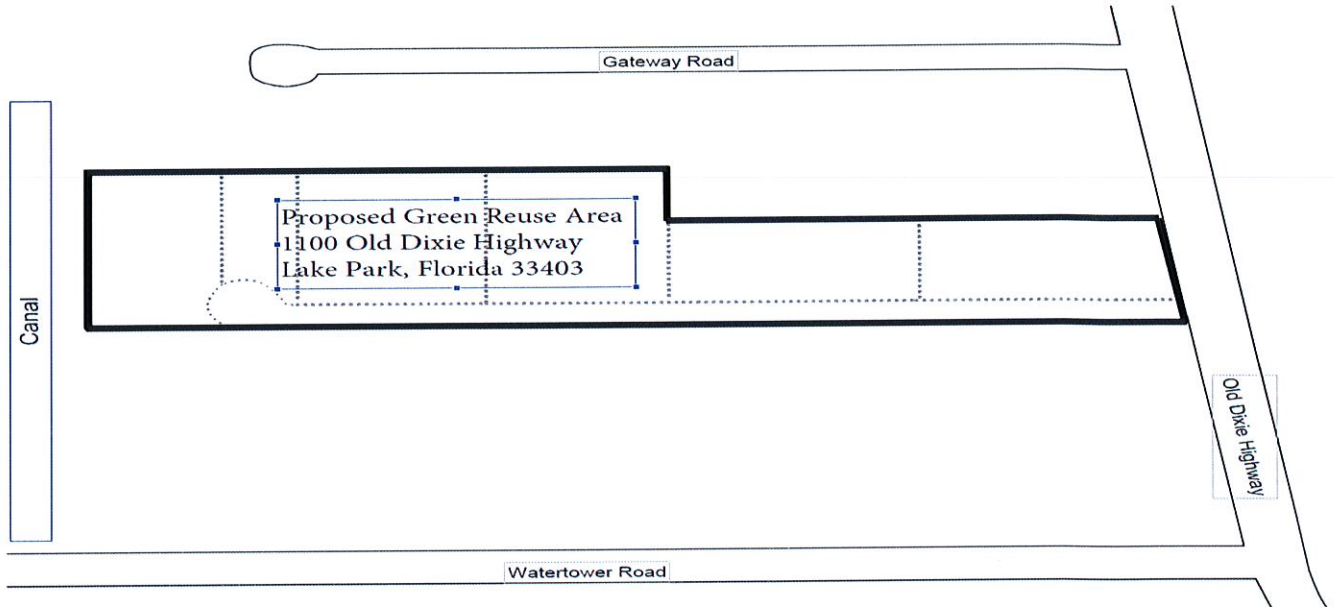 Gateway Road
Proposed Green Reuse Area
1100 Old Dixie Highway
Lake Park, Florida 33403
Canal
Old Dixie Highway
Watertower Road